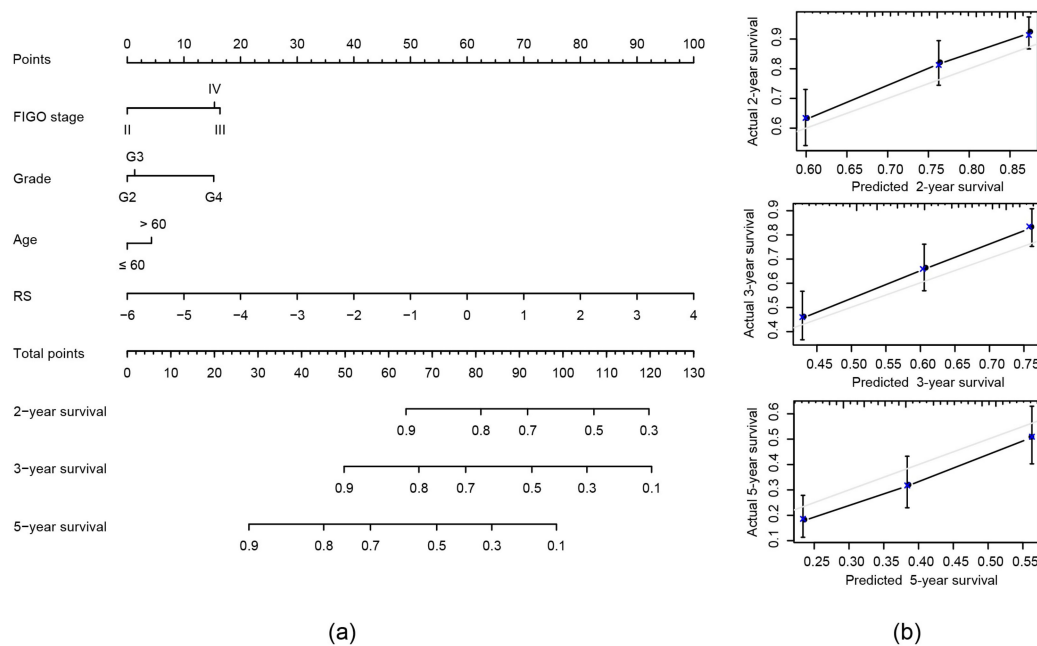 0 10 20 30 40 50 60 70 80 90 100
Points
IV
FIGO stage
II III
G3
Grade
G2 G4
> 60
Age
≤ 60
RS
−6 −5 −4 −3 −2 −1 0 1 2 3 4
Total points
0 10 20 30 40 50 60 70 80 90 100 110 120 130
2−year survival
0.9 0.8 0.7 0.5 0.3
3−year survival
0.9 0.8 0.7 0.5 0.3 0.1
5−year survival
0.9 0.8 0.7 0.5 0.3 0.1
(a)
Actual 2-year survival
0.6 0.7 0.8 0.9
0.60 0.65 0.70 0.75 0.80 0.85
Predicted 2-year survival
Actual 3-year survival
0.4 0.5 0.6 0.7 0.8 0.9
0.45 0.50 0.55 0.60 0.65 0.70 0.75
Predicted 3-year survival
Actual 5-year survival
0.1 0.2 0.3 0.4 0.5 0.6
0.25 0.30 0.35 0.40 0.45 0.50 0.55
Predicted 5-year survival
(b)